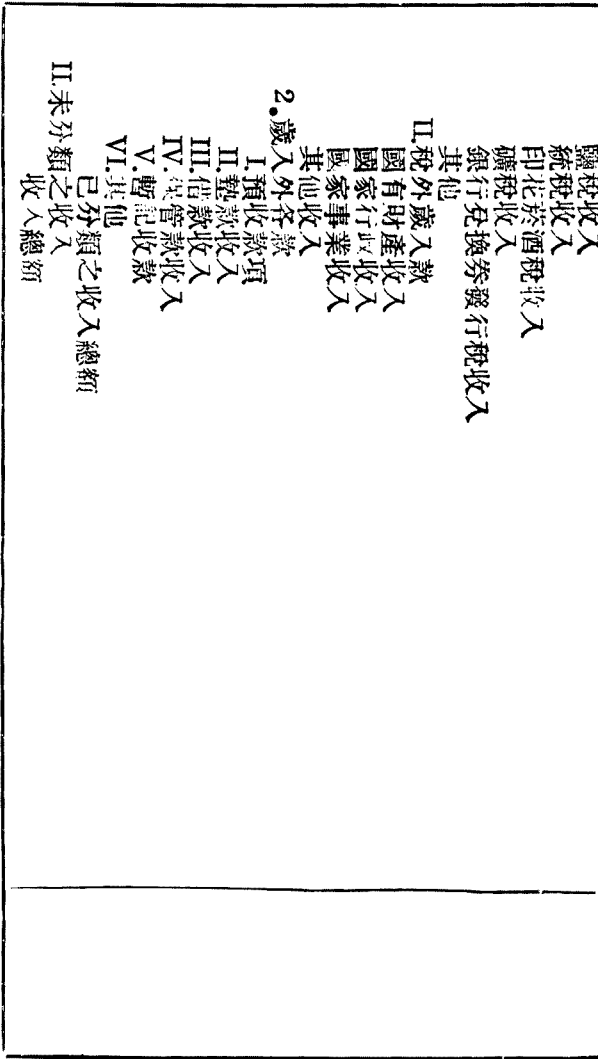 鹽稅收入
統稅收入
印花菸酒稅收入
礦稅收入
銀行兌換券發行稅收入
其他
II.稅外歲入款
國有財產收入
國家行政收入
國家事業收入
其他收入
2.歲入外各款
I.預收款項
II.墊款收入
III.借款收入
IV.代管款收入
V.暫記收款
VI.其他
已分類之收入總額
II.未分類之收入
收入總額